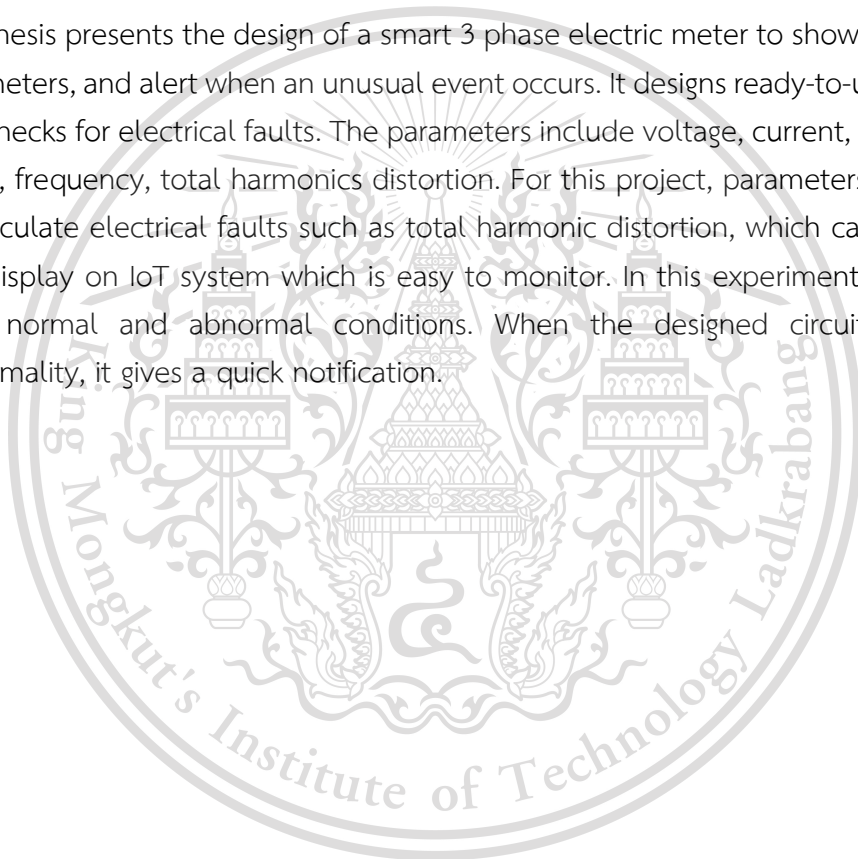 nesis presents the design of a smart 3 phase electric meter to show
neters, and alert when an unusual event occurs. It designs ready-to-u
hecks for electrical faults. The parameters include voltage, current,
, frequency, total harmonics distortion. For this project, parameters
culate electrical faults such as total harmonic distortion, which ca
isplay on IoT system which is easy to monitor. In this experiment
normal and abnormal conditions. When the designed circuit
mality, it gives a quick notification.
King Mongkut's Institute of Technology Ladkrabang